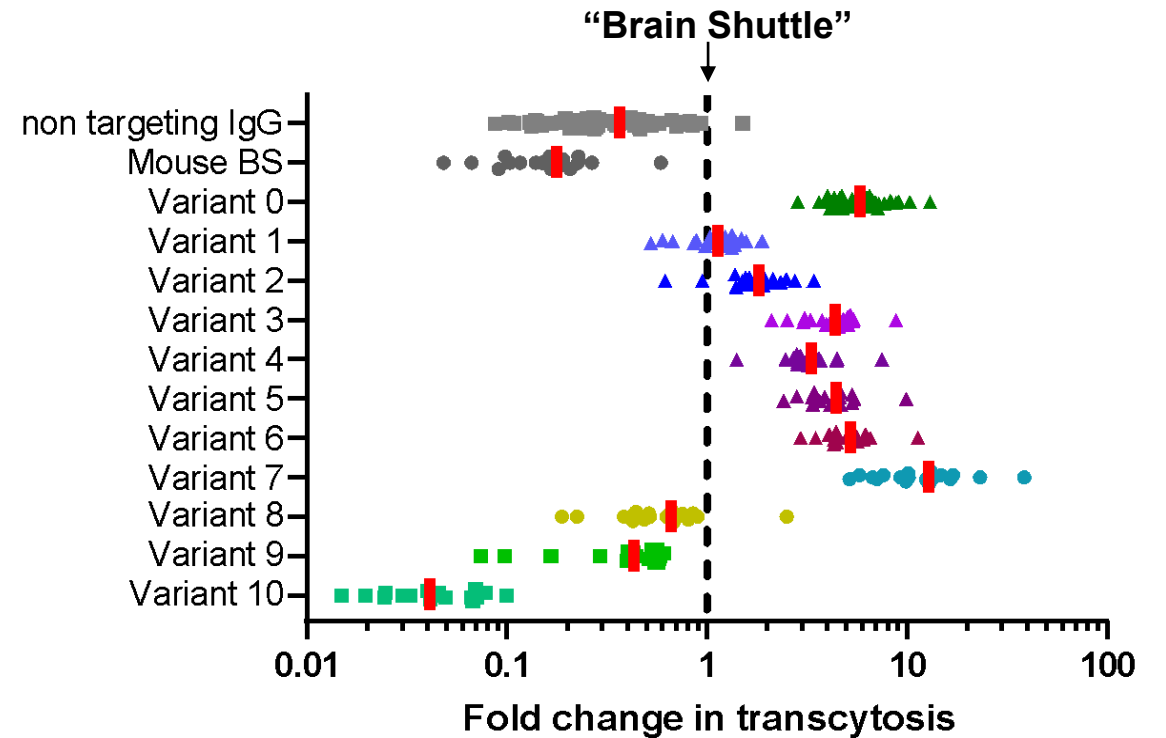 “Brain Shuttle”
non targeting IgG
Mouse BS
Variant 0
Variant 1
Variant 2
Variant 3
Variant 4
Variant 5
Variant 6
Variant 7
Variant 8
Variant 9
Variant 10
0.01 0.1 1 10 100
Fold change in transcytosis